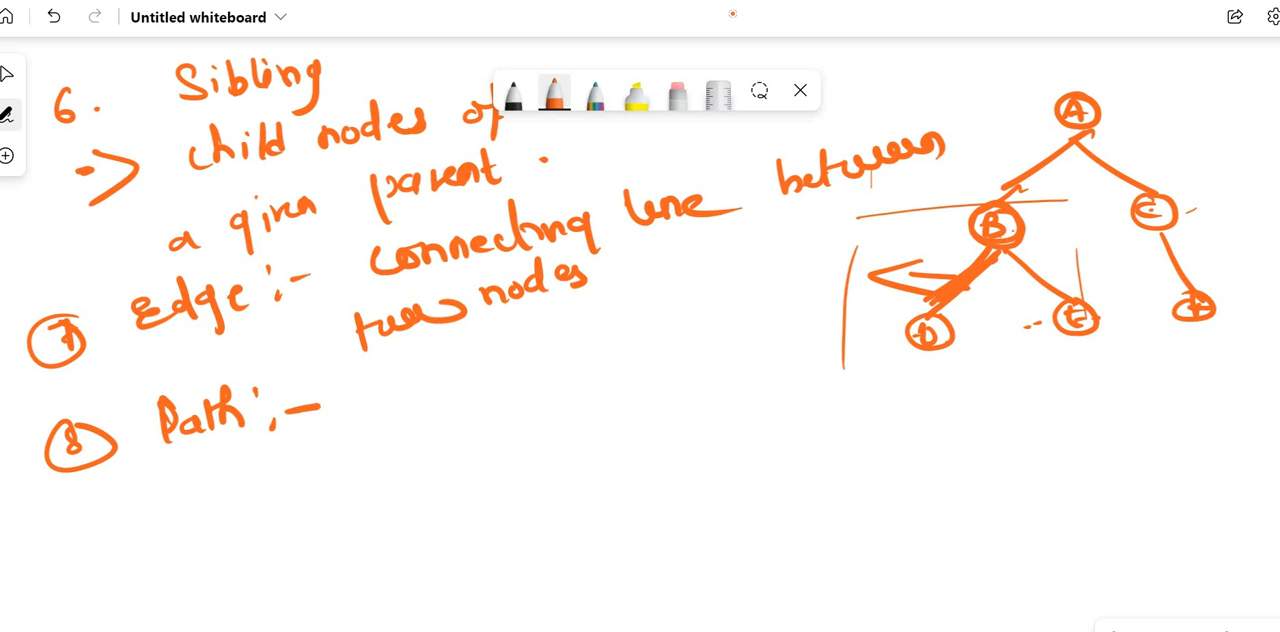 Untitled whiteboard
6. Sibling
=> child nodes of
a given parent.
7 Edge :- connecting line between
two nodes
8 Path :-
A
B
C
D
E
F